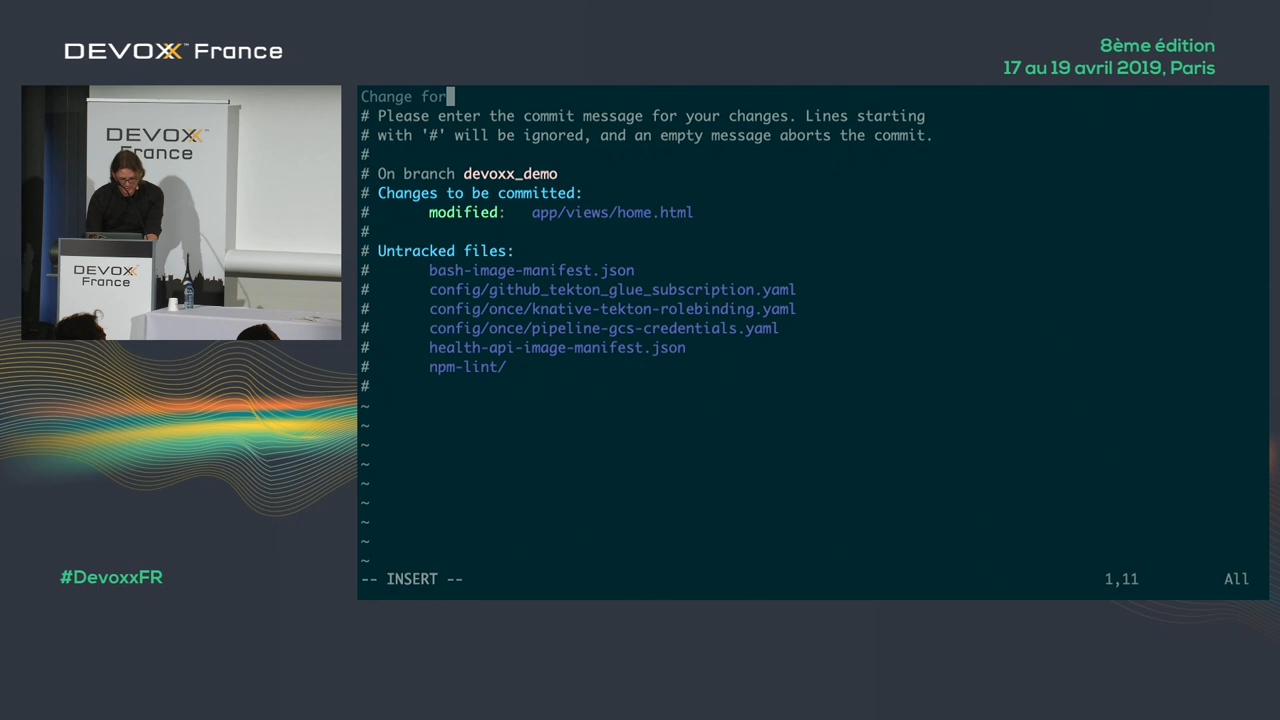 DEVOXX™ France
8ème édition
17 au 19 avril 2019, Paris
DEVOXX™
France
DEVOXX™
France
Change for
# Please enter the commit message for your changes. Lines starting
# with '#' will be ignored, and an empty message aborts the commit.
#
# On branch devoxx_demo
# Changes to be committed:
#       modified:   app/views/home.html
#
# Untracked files:
#       bash-image-manifest.json
#       config/github_tekton_glue_subscription.yaml
#       config/once/knative-tekton-rolebinding.yaml
#       config/once/pipeline-gcs-credentials.yaml
#       health-api-image-manifest.json
#       npm-lint/
#
~
~
~
~
~
~
~
~
~
-- INSERT --                    1,11          All
#DevoxxFR